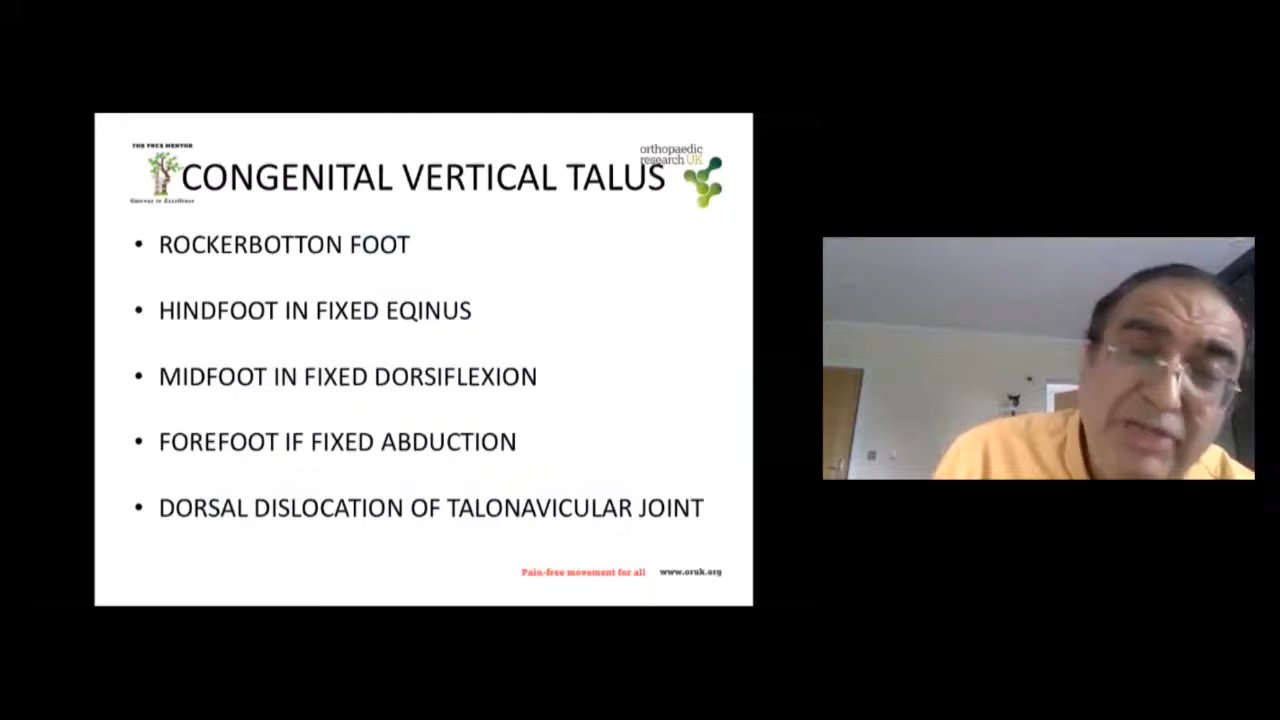 THE FRCS MENTOR
Gateway to Excellence
orthopaedic
research UK
CONGENITAL VERTICAL TALUS
• ROCKERBOTTON FOOT
• HINDFOOT IN FIXED EQINUS
• MIDFOOT IN FIXED DORSIFLEXION
• FOREFOOT IF FIXED ABDUCTION
• DORSAL DISLOCATION OF TALONAVICULAR JOINT
Pain-free movement for all www.oruk.org